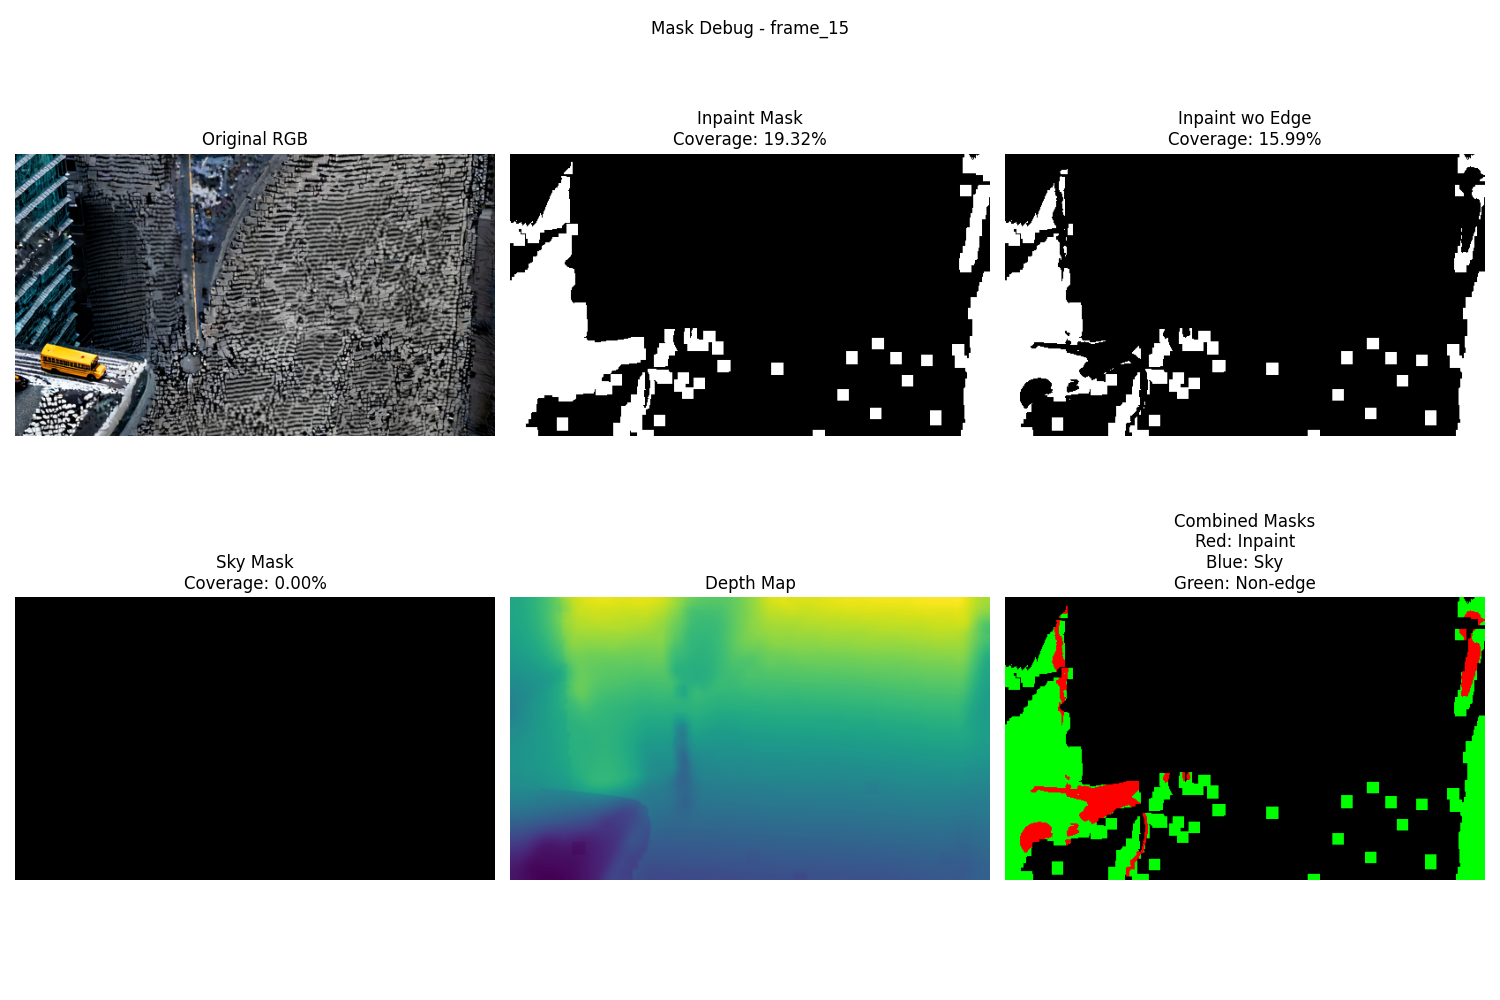 Mask Debug - frame_15
Original RGB
Inpaint Mask
Coverage: 19.32%
Inpaint wo Edge
Coverage: 15.99%
Sky Mask
Coverage: 0.00%
Depth Map
Combined Masks
Red: Inpaint
Blue: Sky
Green: Non-edge